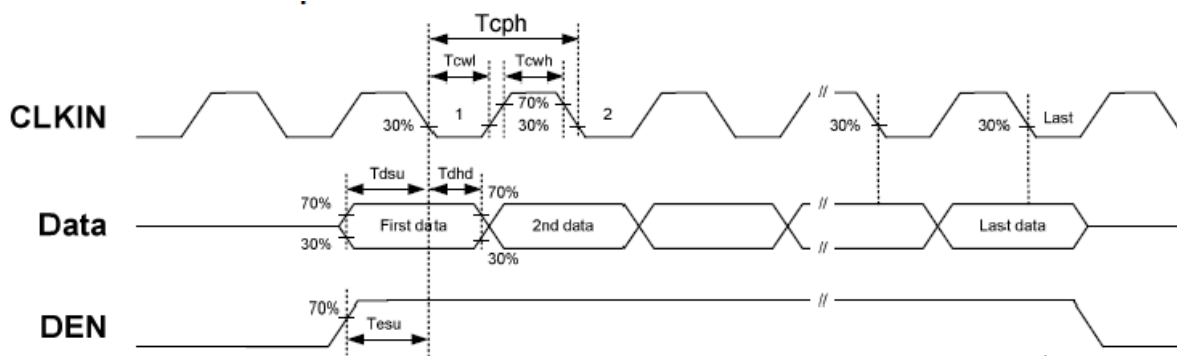 Tcph
Tcwl Tcwh
CLKIN 30% 1 70% 30% 2 // 30% 30% Last
Tdsu Tdhd
70% 70%
Data First data 2nd data // // Last data
30% 30%
70% //
DEN Tesu